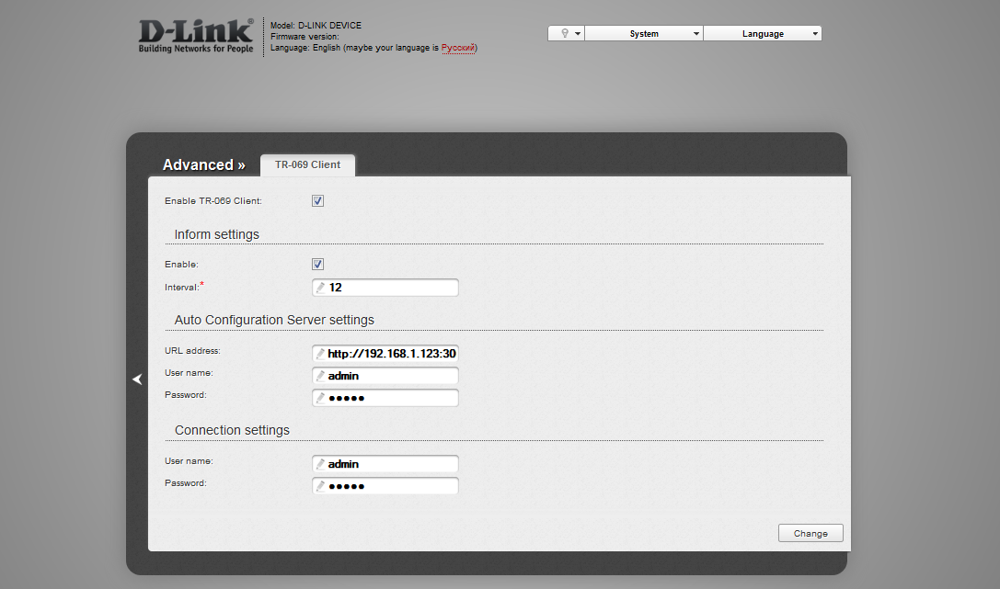 D-Link®
Building Networks for People
Model: D-LINK DEVICE
Firmware version:
Language: English (maybe your language is Русский)
System
Language
Advanced »
TR-069 Client
Enable TR-069 Client:
Inform settings
Enable:
Interval:*
12
Auto Configuration Server settings
URL address:
http://192.168.1.123:30
User name:
admin
Password:
●●●●●
Connection settings
User name:
admin
Password:
●●●●●
Change